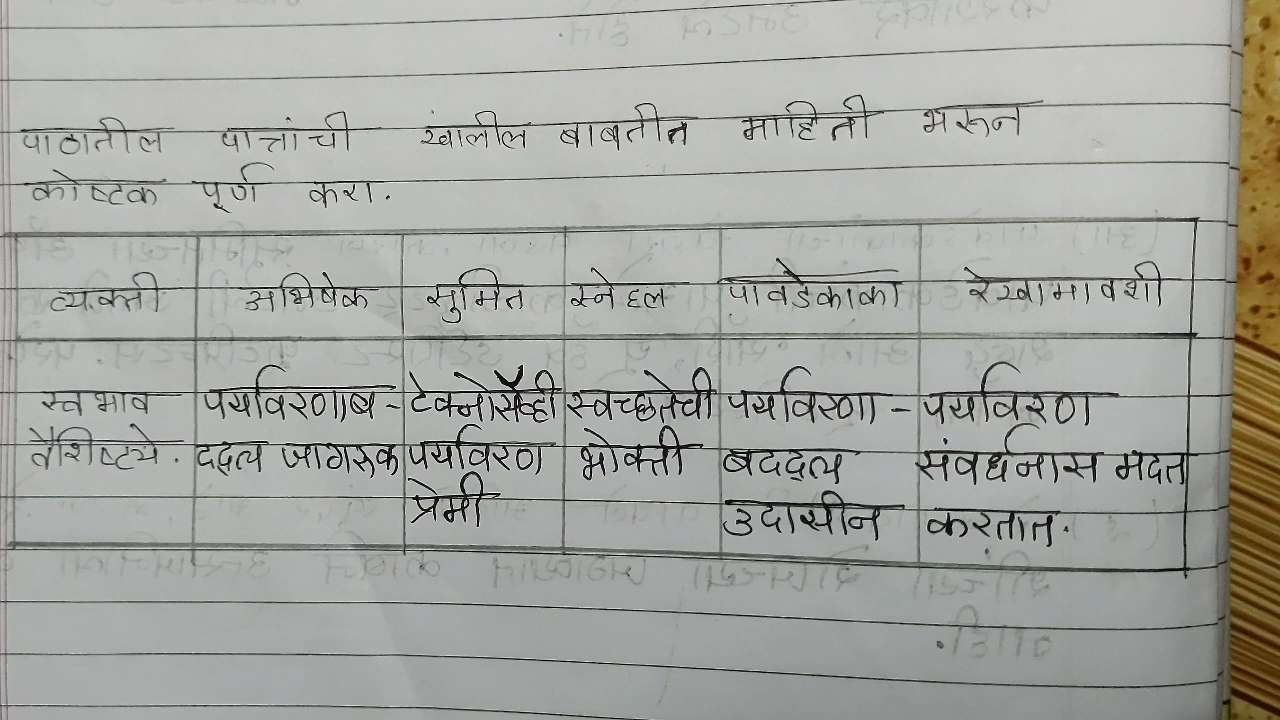 पाठातील पात्रांची खालील बाबतीत माहिती भरून
कोष्टक पूर्ण करा.
व्यक्ती अभिषेक सुमित स्नेहल पावडेकाका रेखामावशी
स्वभाव पर्यावरणाब- टेक्नोसॅव्ही स्वच्छतेची पर्यावरणा- पर्यावरण
वैशिष्ट्ये. द्दल जागरुक पर्यावरण भोक्ती बद्दल संवर्धनास मदत
प्रेमी उदासीन करतात.